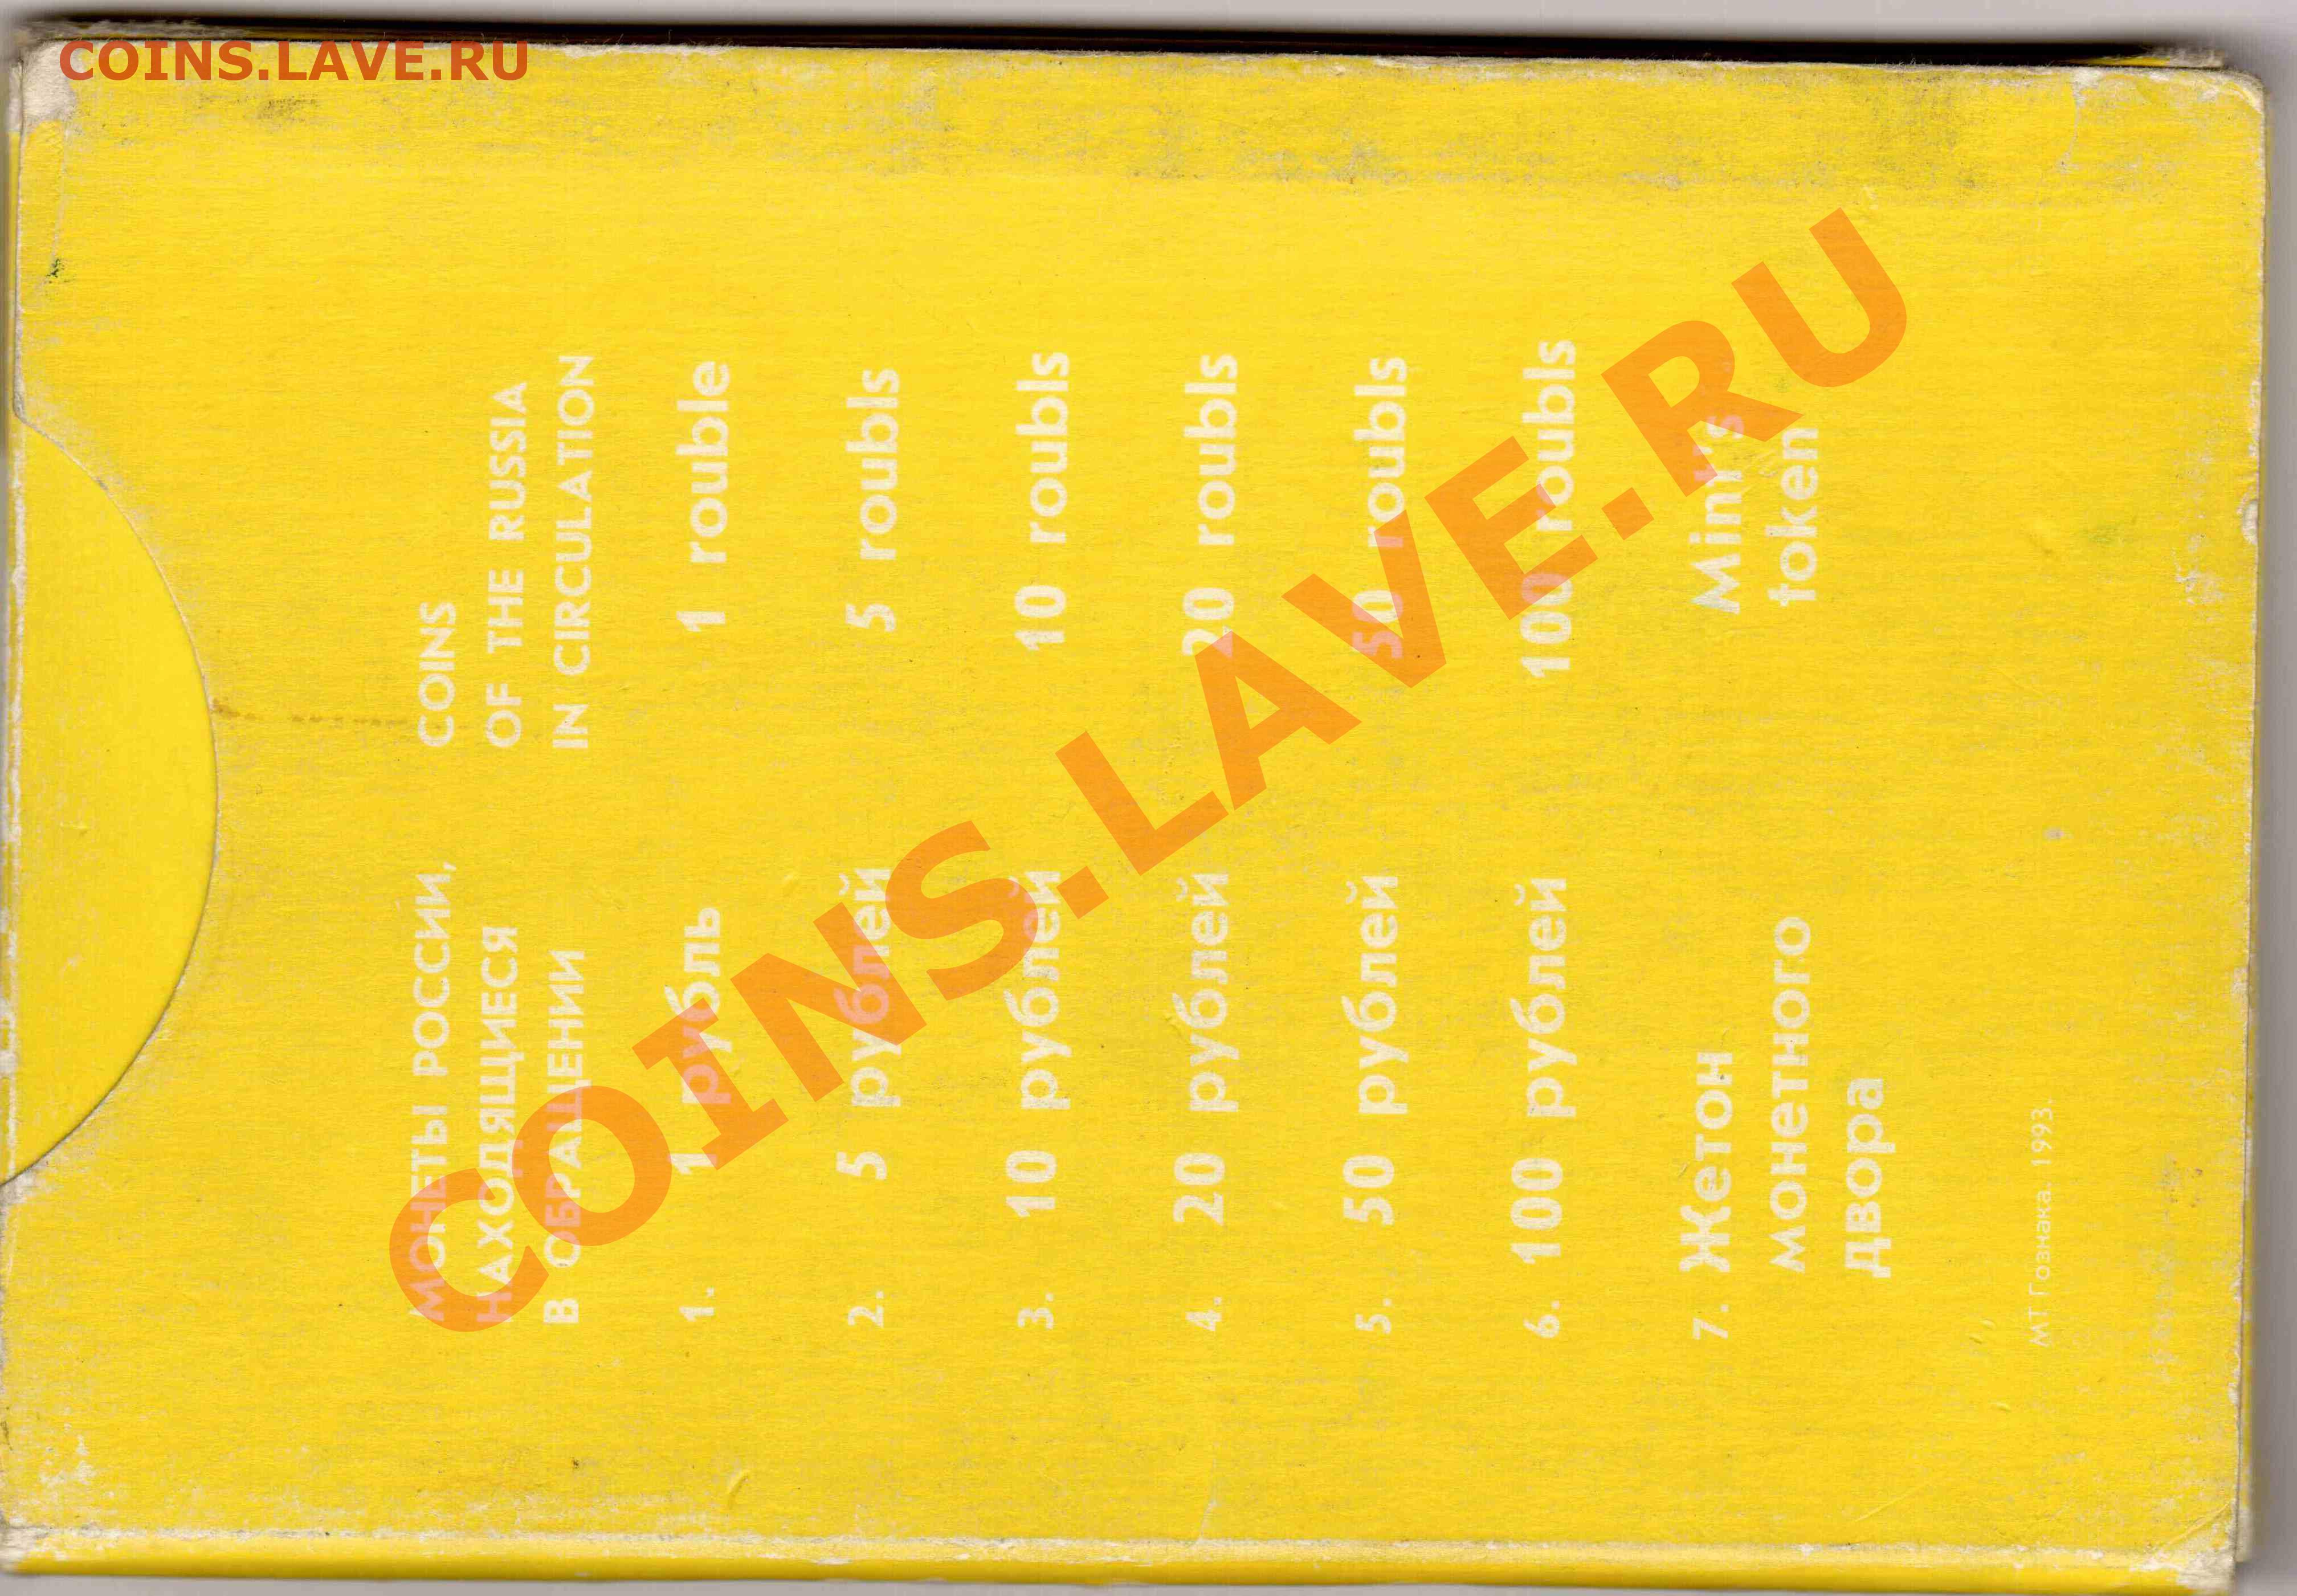 COINS.LAVE.RU
МОНЕТЫ РОССИИ,
НАХОДЯЩИЕСЯ
В ОБРАЩЕНИИ
COINS
OF THE RUSSIA
IN CIRCULATION
1. 1 рубль 1 rouble
2. 5 рублей 5 roubls
3. 10 рублей 10 roubls
4. 20 рублей 20 roubls
5. 50 рублей 50 roubls
6. 100 рублей 100 roubls
7. Жетон
монетного
двора
Mint's
token
МТ Гознака. 1993.
COINS.LAVE.RU